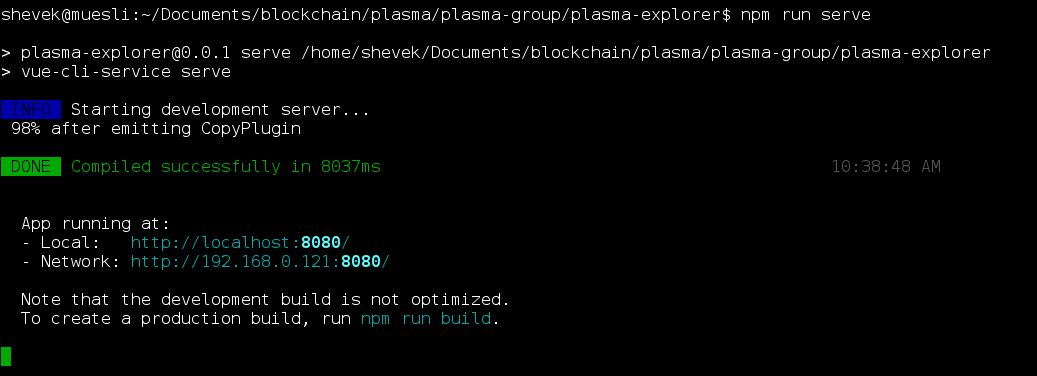 shevek@muesli:~/Documents/blockchain/plasma/plasma-group/plasma-explorer$ npm run serve
> plasma-explorer@0.0.1 serve /home/shevek/Documents/blockchain/plasma/plasma-group/plasma-explorer
> vue-cli-service serve
INFO Starting development server...
98% after emitting CopyPlugin
DONE Compiled successfully in 8037ms 10:38:48 AM
App running at:
- Local: http://localhost:8080/
- Network: http://192.168.0.121:8080/
Note that the development build is not optimized.
To create a production build, run npm run build.